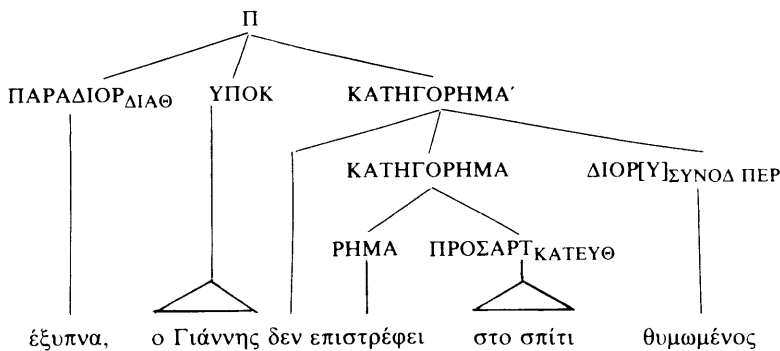 Π
ΠΑΡΑΔΙΟΡΔΙΑΘ ΥΠΟΚ ΚΑΤΗΓΟΡΗΜΑ′
ΚΑΤΗΓΟΡΗΜΑ ΔΙΟΡ[Υ]ΣΥΝΟΔ ΠΕΡ
ΡΗΜΑ ΠΡΟΣΑΡΤΚΑΤΕΥΘ
έξυπνα, ο Γιάννης δεν επιστρέφει στο σπίτι θυμωμένος